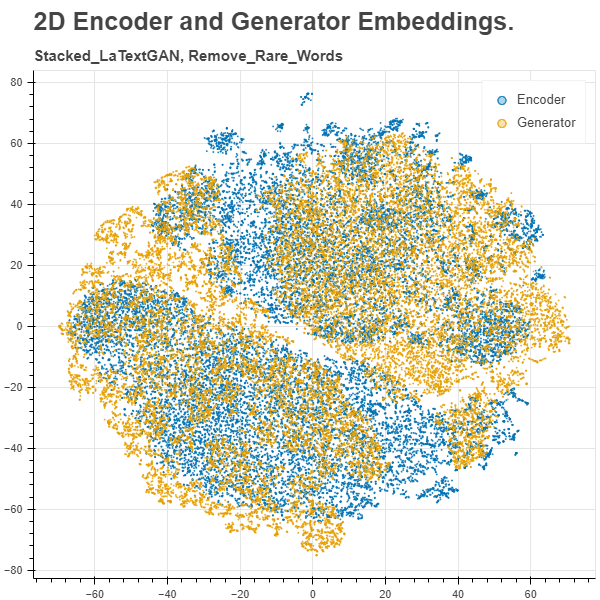 2D Encoder and Generator Embeddings.
Stacked_LaTextGAN, Remove_Rare_Words
Encoder
Generator
80
60
40
20
0
−20
−40
−60
−80
−60 −40 −20 0 20 40 60